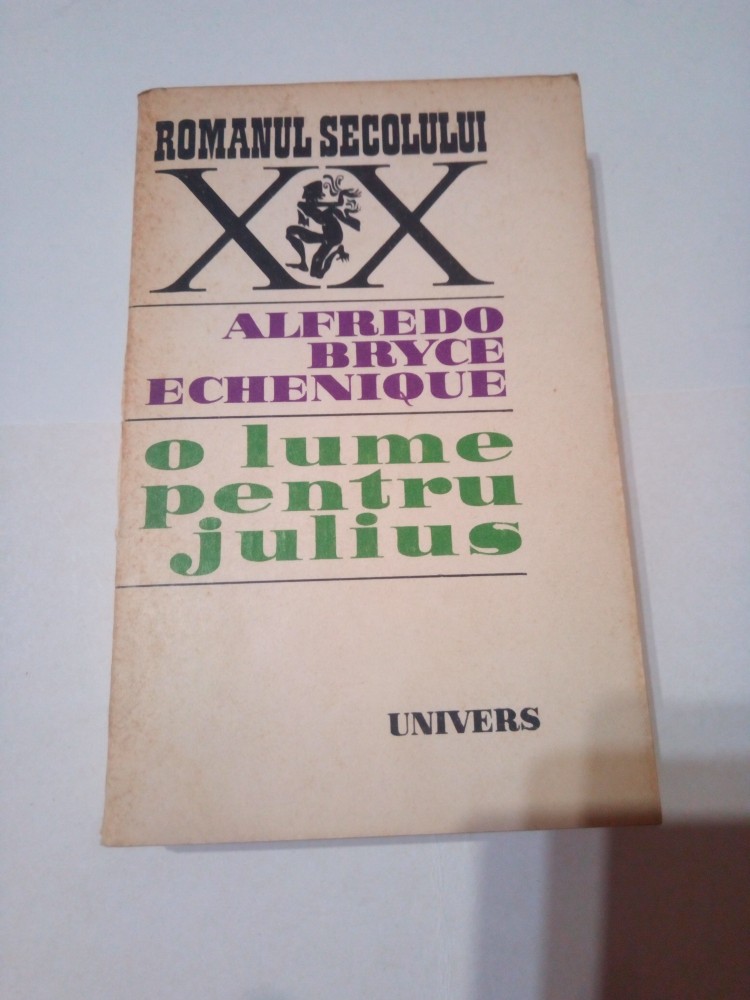 ROMANUL SECOLULUI
XX
ALFREDO
BRYCE
ECHENIQUE
o lume
pentru
julius
UNIVERS